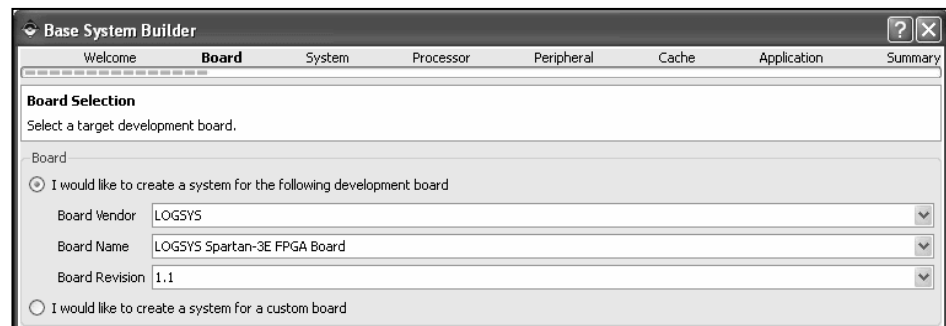 Base System Builder
Welcome Board System Processor Peripheral Cache Application Summary
Board Selection
Select a target development board.
Board
I would like to create a system for the following development board
Board Vendor LOGSYS
Board Name LOGSYS Spartan-3E FPGA Board
Board Revision 1.1
I would like to create a system for a custom board